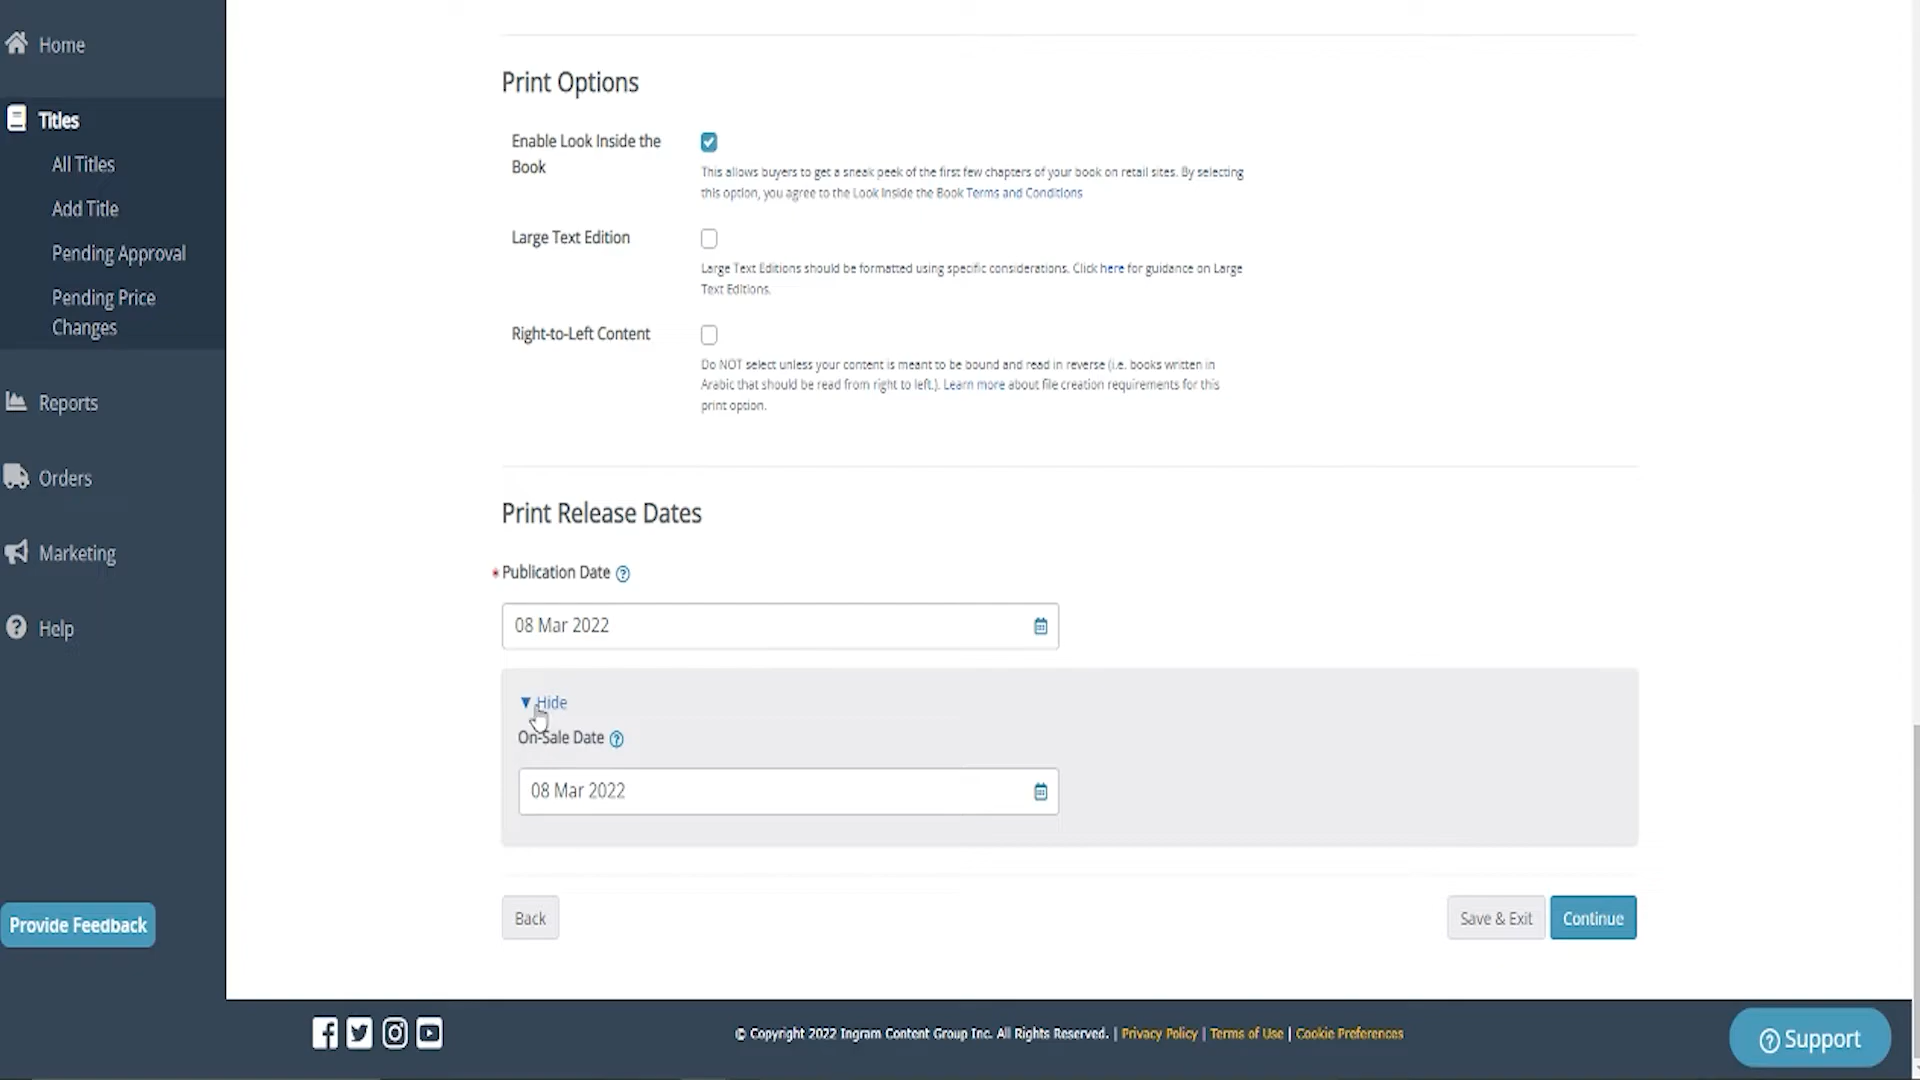 Home
Titles
All Titles
Add Title
Pending Approval
Pending Price
Changes
Reports
Orders
Marketing
Help
Provide Feedback
Print Options
Enable Look Inside the
Book
This allows buyers to get a sneak peek of the first few chapters of your book on retail sites. By selecting
this option, you agree to the Look Inside the Book Terms and Conditions
Large Text Edition
Large Text Editions should be formatted using specific considerations. Click here for guidance on Large
Text Editions.
Right-to-Left Content
Do NOT select unless your content is meant to be bound and read in reverse (i.e. books written in
Arabic that should be read from right to left.). Learn more about file creation requirements for this
print option.
Print Release Dates
* Publication Date ?
08 Mar 2022
▼ Hide
On-Sale Date ?
08 Mar 2022
Back
Save & Exit
Continue
© Copyright 2022 Ingram Content Group Inc. All Rights Reserved. | Privacy Policy | Terms of Use | Cookie Preferences
? Support